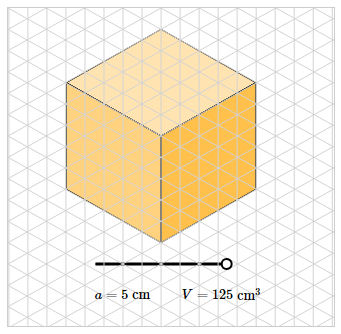 a = 5 cm V = 125 cm³